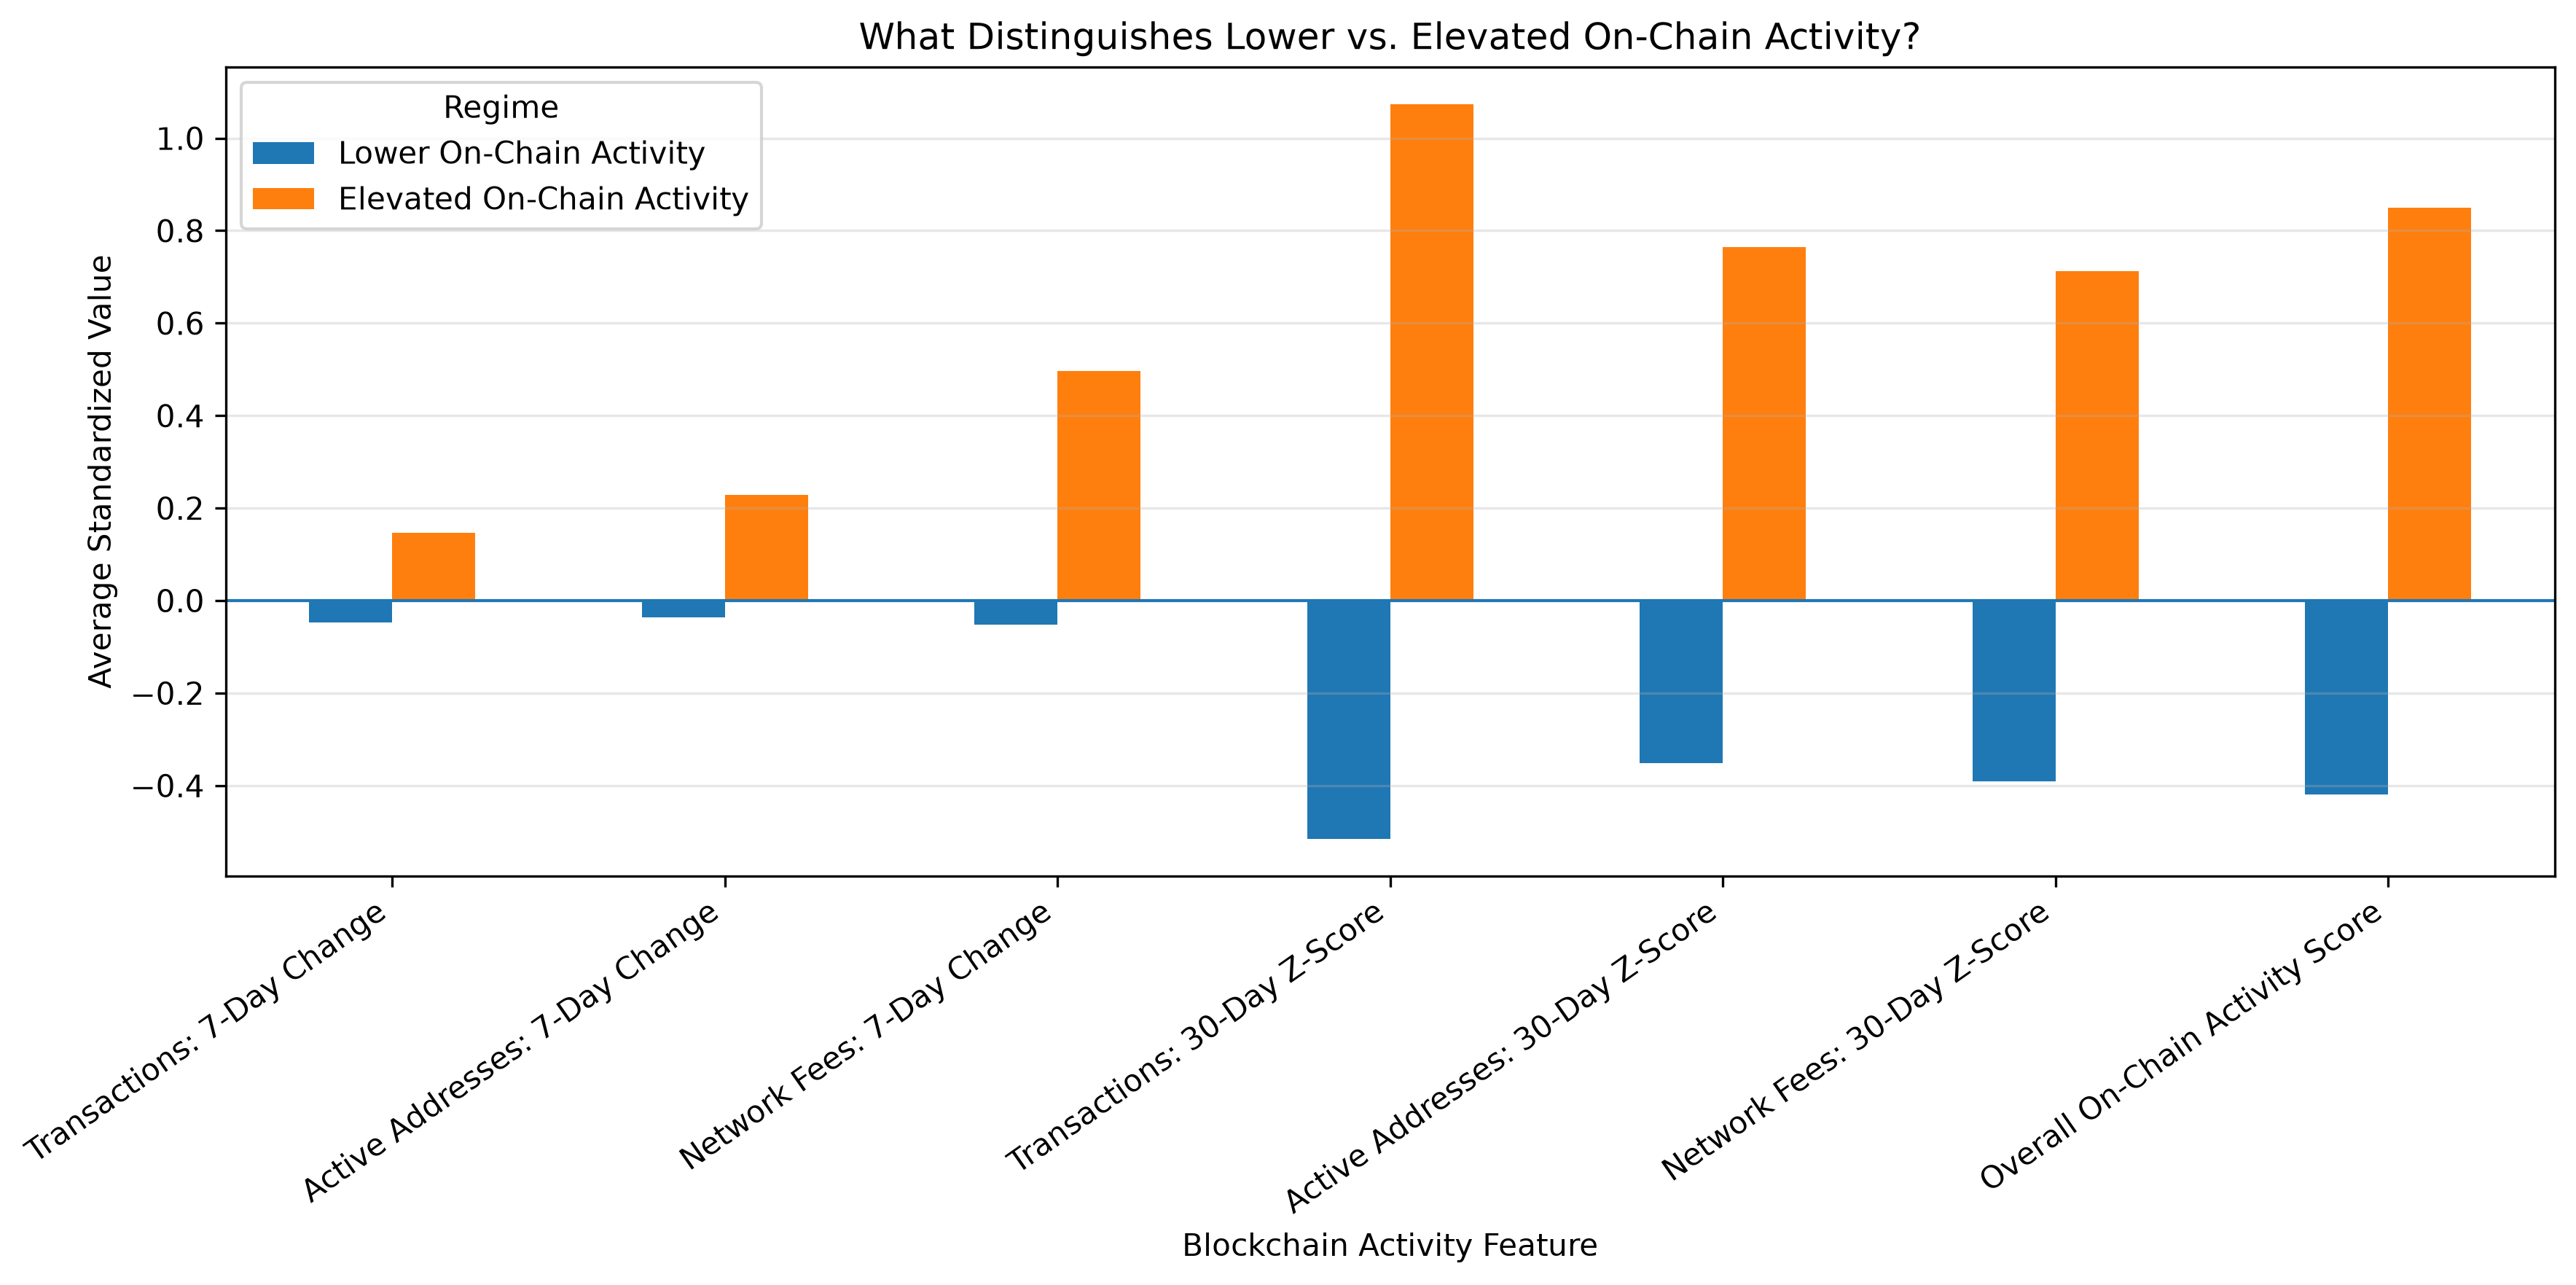 What Distinguishes Lower vs. Elevated On-Chain Activity?
Regime
Lower On-Chain Activity
Elevated On-Chain Activity
Average Standardized Value
1.0
0.8
0.6
0.4
0.2
0.0
−0.2
−0.4
Transactions: 7-Day Change
Active Addresses: 7-Day Change
Network Fees: 7-Day Change
Transactions: 30-Day Z-Score
Active Addresses: 30-Day Z-Score
Network Fees: 30-Day Z-Score
Overall On-Chain Activity Score
Blockchain Activity Feature